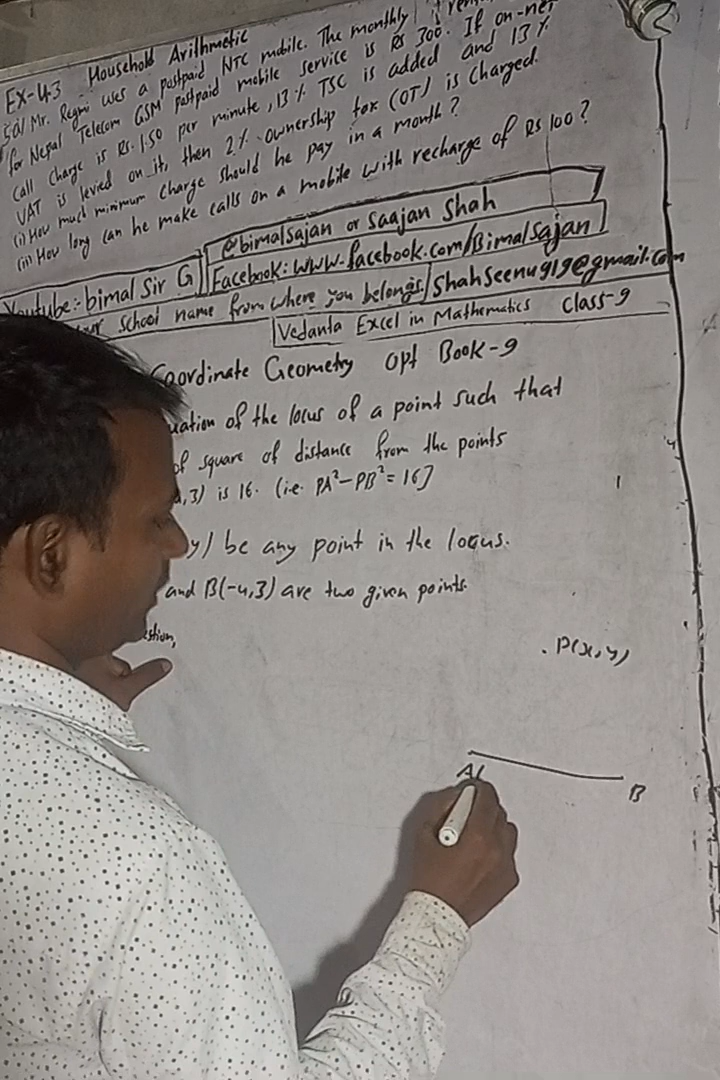 EX-4.3 Household Arithmetic
5a) Mr. Regmi uses a postpaid NTC mobile. The monthly
for Nepal Telecom GSM postpaid mobile service is RS 300. If on-net
call charge is Rs. 1.50 per minute, 13% TSC is added and 13%
VAT is levied on it, then 2% ownership tax (OT) is charged.
(i) How much minimum charge should he pay in a month?
(ii) How long can he make calls on a mobile with recharge of Rs 100?
@bimalsajan or Saajan Shah
Youtube:- bimal Sir G
Facebook: www.facebook.com/Bimalsajan
school name from where you belongs.
shahseenu919@gmail.com
Vedanta Excel in Mathematics Class-9
Coordinate Geometry Opt Book-9
uation of the locus of a point such that
of square of distance from the points
,3) is 16. (i.e. PA²-PB²=16]
y) be any point in the locus.
and B(-4,3) are two given points.
stion,
. P(x,y)
A(
B